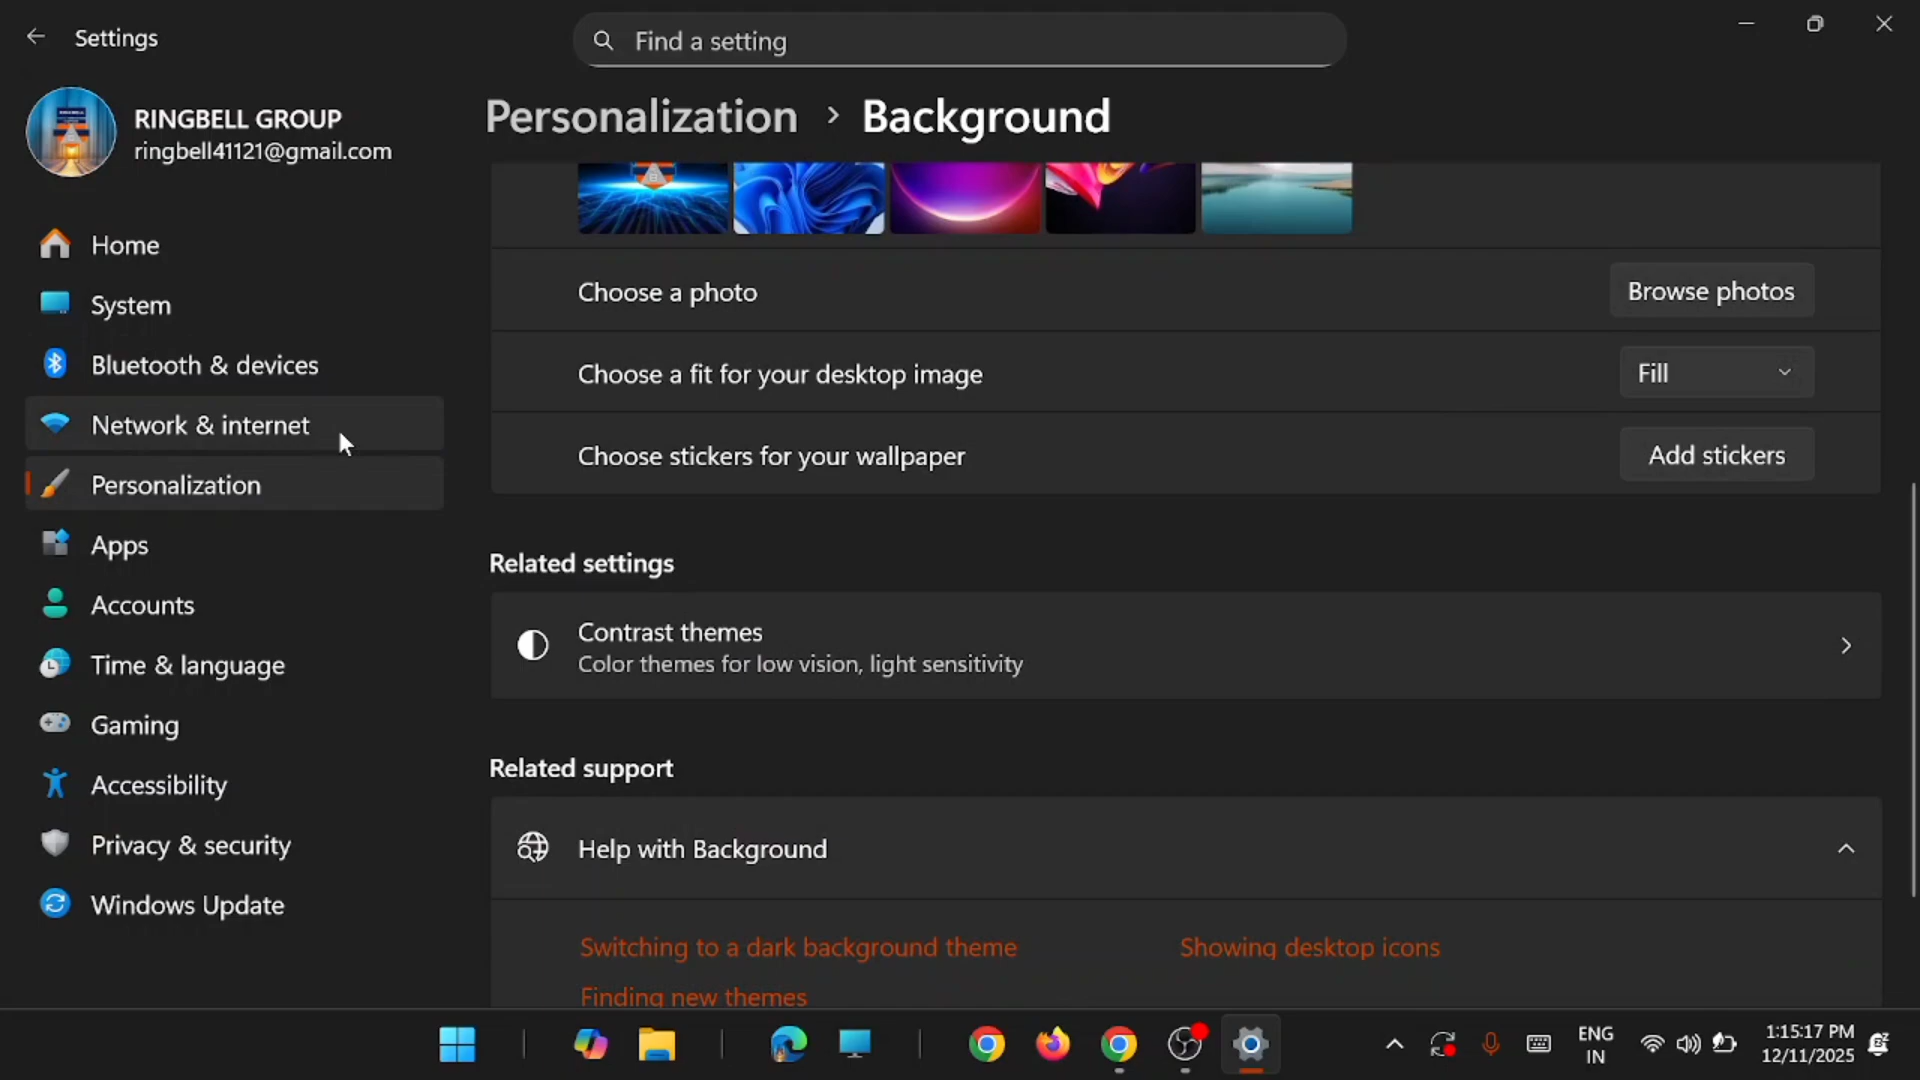 Settings
Find a setting
RINGBELL GROUP
ringbell41121@gmail.com
Home
System
Bluetooth & devices
Network & internet
Personalization
Apps
Accounts
Time & language
Gaming
Accessibility
Privacy & security
Windows Update
Personalization > Background
Choose a photo
Browse photos
Choose a fit for your desktop image
Fill
Choose stickers for your wallpaper
Add stickers
Related settings
Contrast themes
Color themes for low vision, light sensitivity
Related support
Help with Background
Switching to a dark background theme
Showing desktop icons
Finding new themes
ENG
IN
1:15:17 PM
12/11/2025